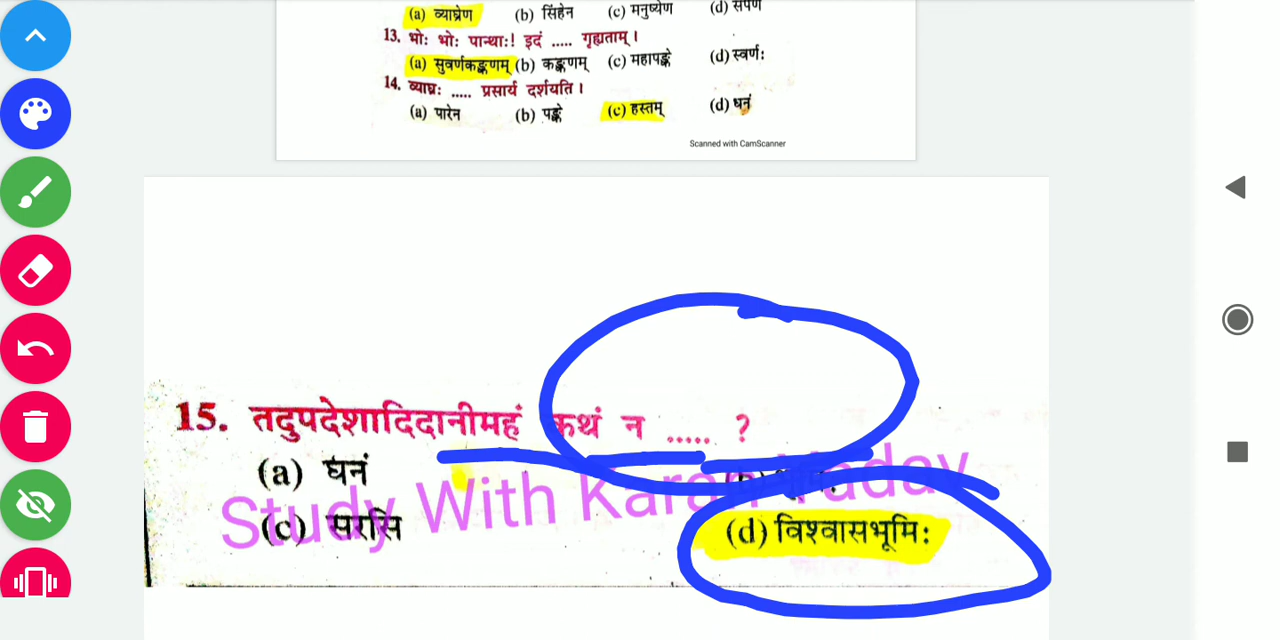 (a) व्याघ्रेण (b) सिंहेन (c) मनुष्येण (d) सर्पेण
13. भोः भोः पान्थाः! इदं ..... गृह्यताम् ।
(a) सुवर्णकङ्कणम् (b) कङ्कणम् (c) महापङ्के (d) स्वर्णः
14. व्याघ्रः ..... प्रसार्य दर्शयति ।
(a) पारेन (b) पङ्के (c) हस्तम् (d) धनं
Scanned with CamScanner
15. तदुपदेशादिदानीमहं कथं न ..... ?
(a) घनं (b)
Study With Karan Yadav
(c) सरसि (d) विश्वासभूमिः